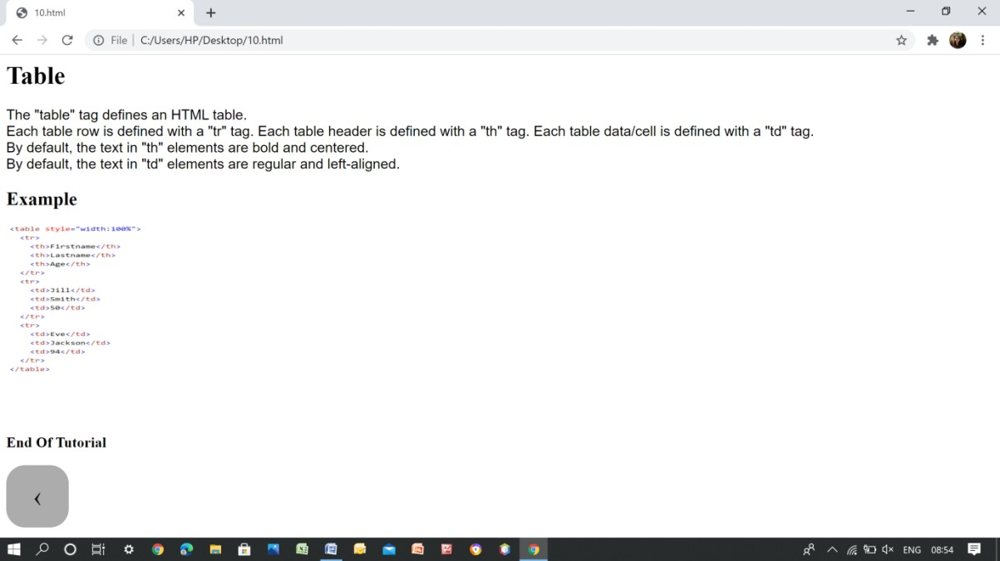 10.html
File
C:/Users/HP/Desktop/10.html
Table
The "table" tag defines an HTML table.
Each table row is defined with a "tr" tag. Each table header is defined with a "th" tag. Each table data/cell is defined with a "td" tag.
By default, the text in "th" elements are bold and centered.
By default, the text in "td" elements are regular and left-aligned.
Example
<table style="width:100%">
<tr>
<th>Firstname</th>
<th>Lastname</th>
<th>Age</th>
</tr>
<tr>
<td>Jill</td>
<td>Smith</td>
<td>50</td>
</tr>
<tr>
<td>Eve</td>
<td>Jackson</td>
<td>94</td>
</tr>
</table>
End Of Tutorial
‹
ENG 08:54